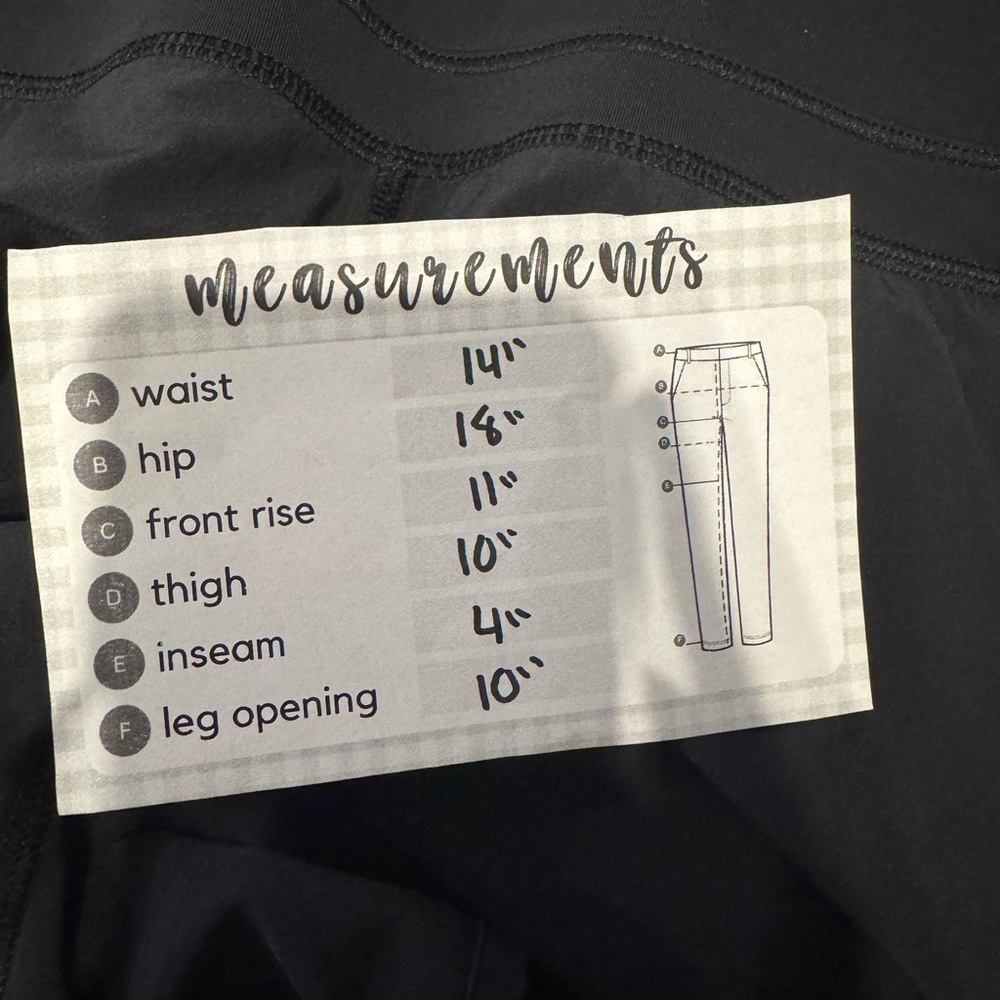 measurements
A waist 14"
B hip 18"
C front rise 11"
D thigh 10"
E inseam 4"
F leg opening 10"
A
B
C
D
E
F